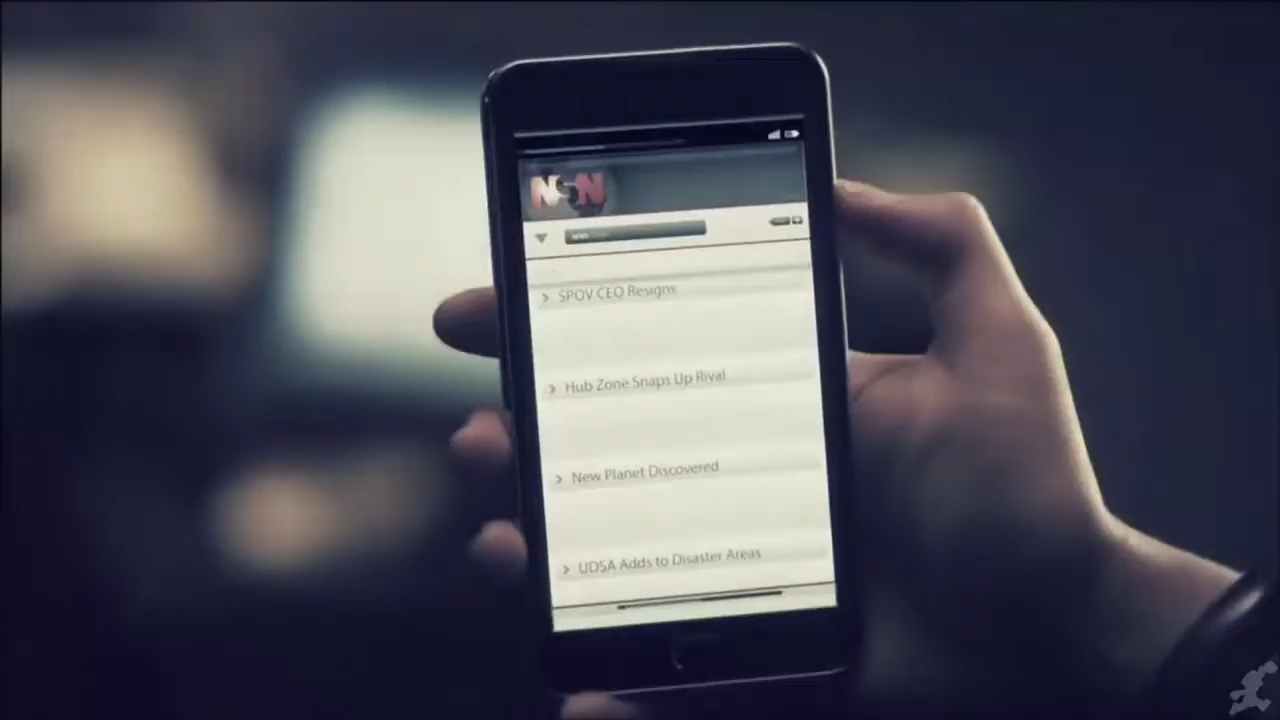 NSN
SPOV CEO Resigns
Hub Zone Snaps Up Rival
New Planet Discovered
UDSA Adds to Disaster Areas